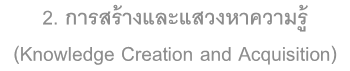 2. การสร้างและแสวงหาความรู้
(Knowledge Creation and Acquisition)